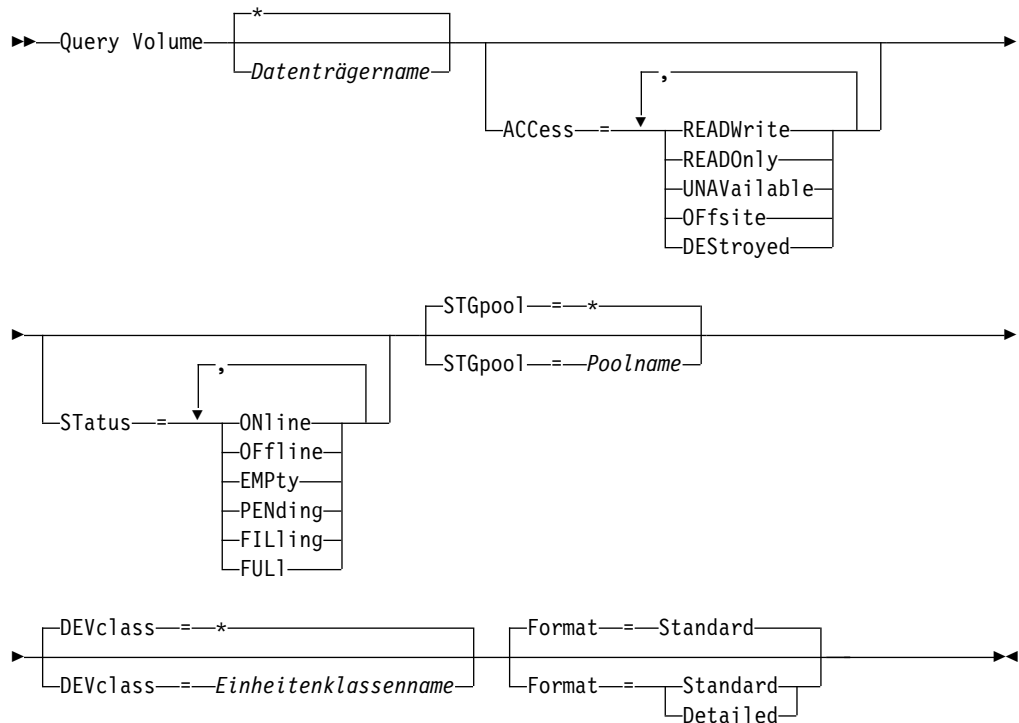 *
Query Volume
Datenträgername
,
ACCess = READWrite
READOnly
UNAVailable
OFfsite
DEStroyed
STGpool = *
STGpool = Poolname
,
STatus = ONline
OFfline
EMPty
PENding
FILling
FULl
DEVclass = *
DEVclass = Einheitenklassenname
Format = Standard
Format = Standard
Detailed